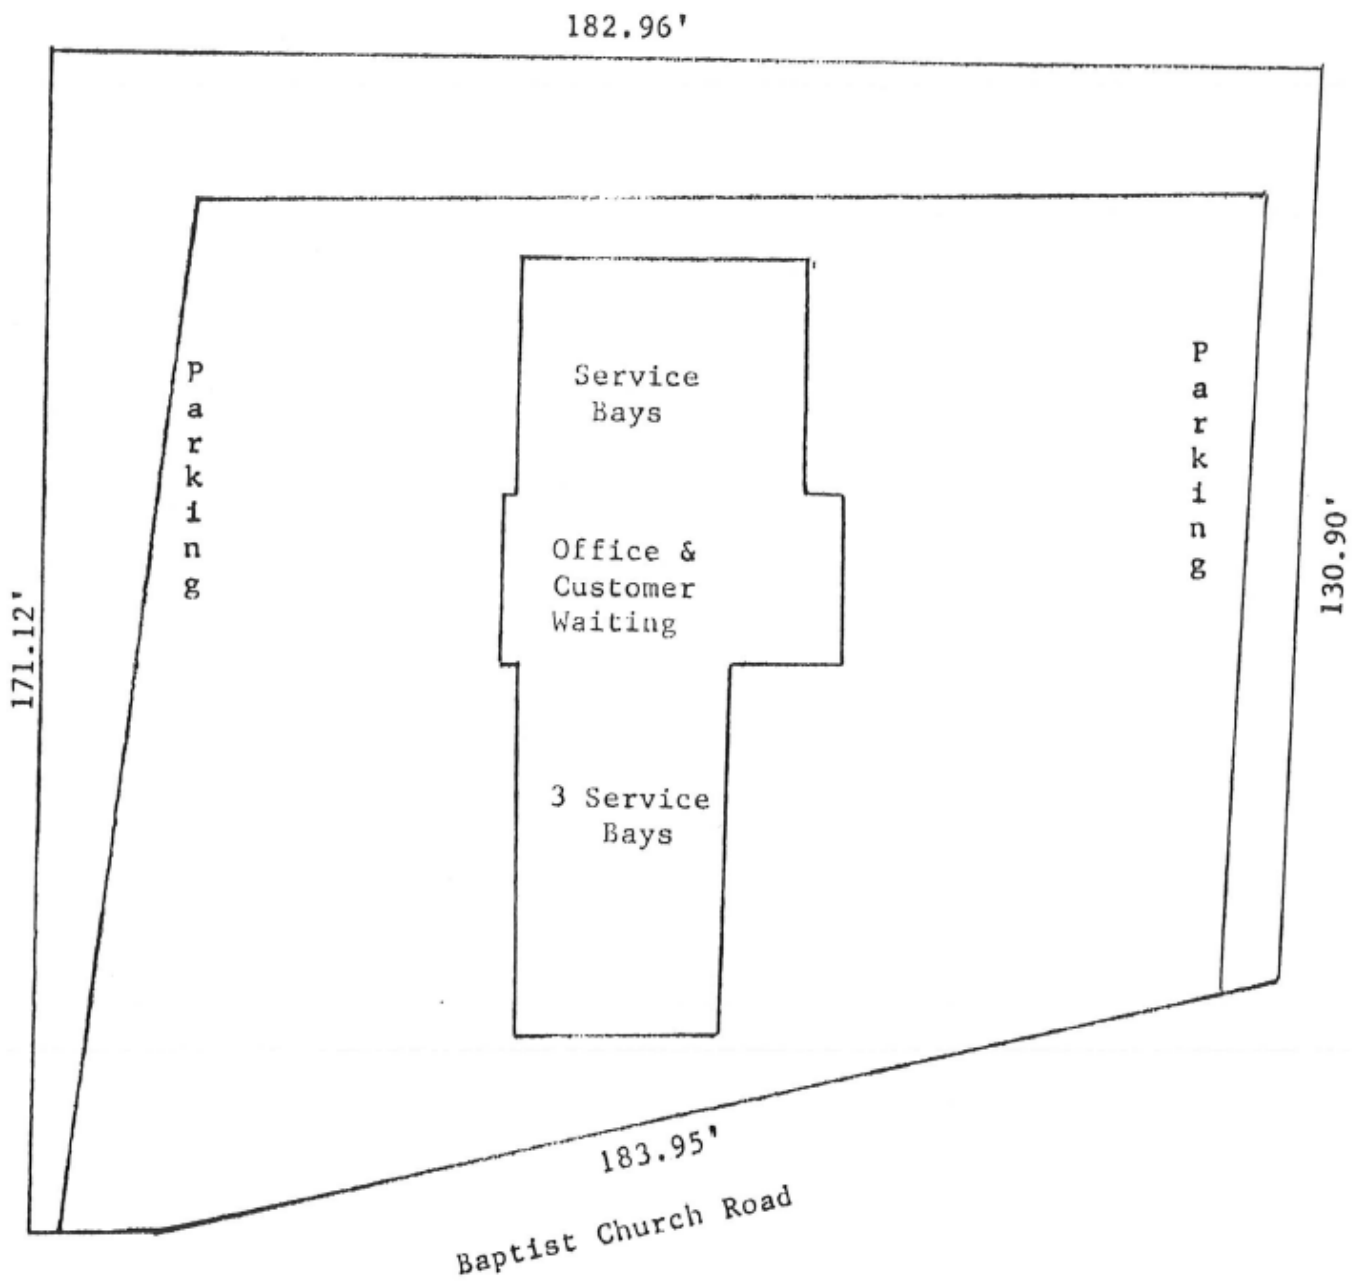 182.96'
Parking
Service
Bays
Parking
Office &
Customer
Waiting
130.90'
171.12'
3 Service
Bays
183.95'
Baptist Church Road